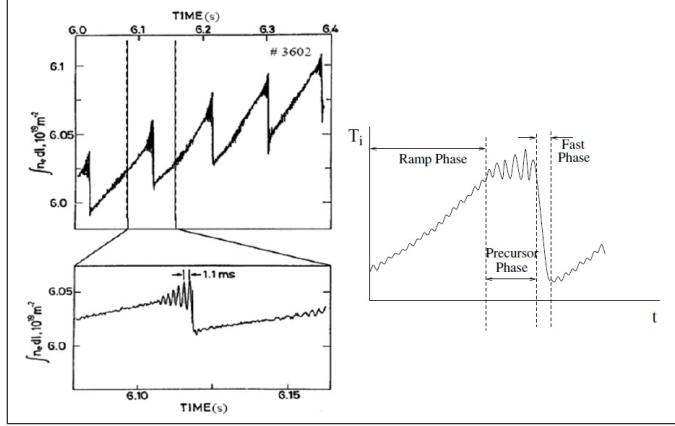 TIME (s)
6.0 6.1 6.2 6.3 6.4
# 3602
6.1
6.05
6.0
∫nₑdl, 10¹⁹m⁻²
1.1 ms
6.05
6.0
∫nₑdl, 10¹⁹m⁻²
6.10 6.15
TIME (s)
Tᵢ
Ramp Phase
Fast
Phase
Precursor
Phase
t